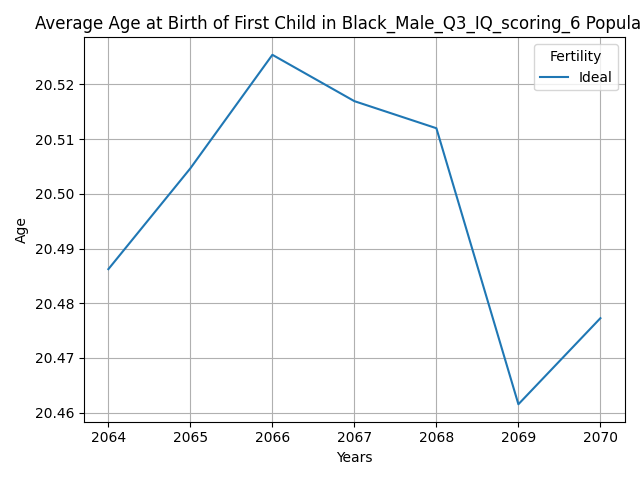 Average Age at Birth of First Child in Black_Male_Q3_IQ_scoring_6 Popula
Fertility
Ideal
20.52
20.51
20.50
20.49
20.48
20.47
20.46
Age
2064 2065 2066 2067 2068 2069 2070
Years